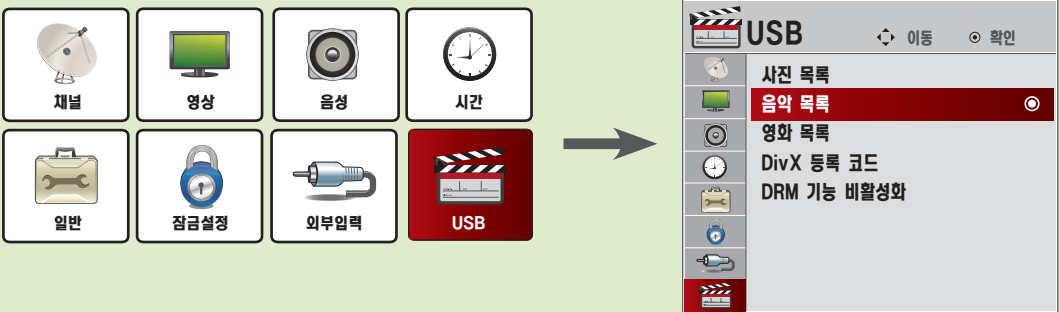 채널 영상 음성 시간
일반 잠금설정 외부입력 USB
USB 이동 확인
사진 목록
음악 목록
영화 목록
DivX 등록 코드
DRM 기능 비활성화